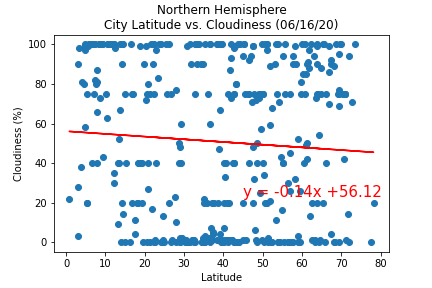 Northern Hemisphere
City Latitude vs. Cloudiness (06/16/20)
Cloudiness (%)
100
80
60
40
20
0
y = -0.14x +56.12
0 10 20 30 40 50 60 70 80
Latitude